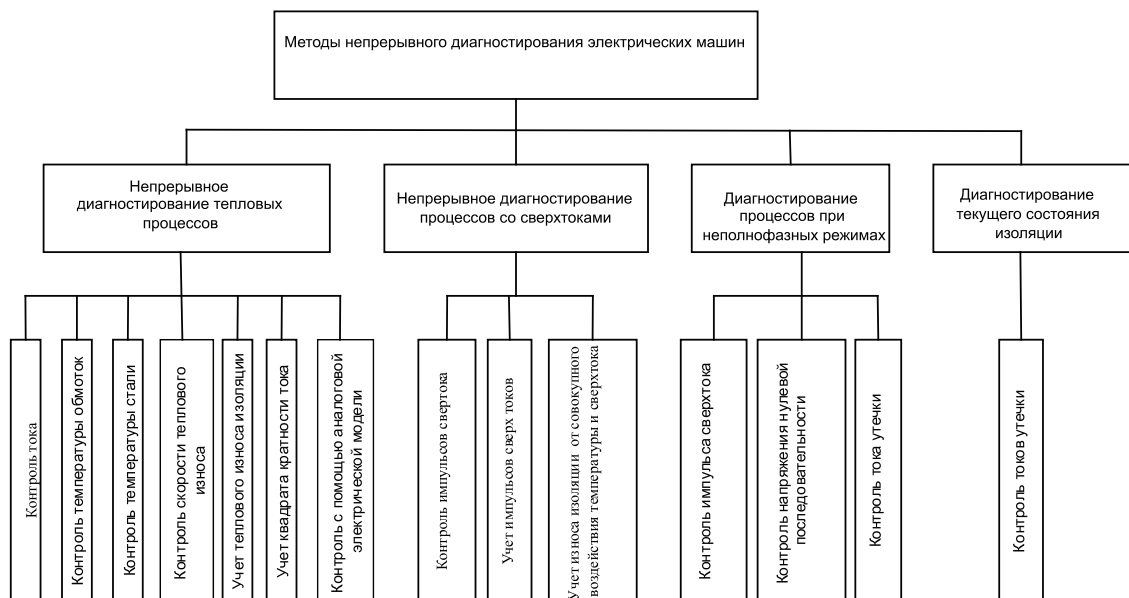 Методы непрерывного диагностирования электрических машин
Непрерывное
диагностирование тепловых
процессов
Непрерывное диагностирование
процессов со сверхтоками
Диагностирование
процессов при
неполнофазных режимах
Диагностирование
текущего состояния
изоляции
Контроль тока
Контроль температуры обмоток
Контроль температуры стали
Контроль скорости теплового
износа
Учет теплового износа изоляции
Учет квадрата кратности тока
Контроль с помощью аналоговой
электрической модели
Контроль импульсов свертока
Учет импульсов сверх токов
Учет износа изоляции от совокупного
воздействия температуры и сверхтока
Контроль импульса сверхтока
Контроль напряжения нулевой
последовательности
Контроль тока утечки
Контроль токов утечки